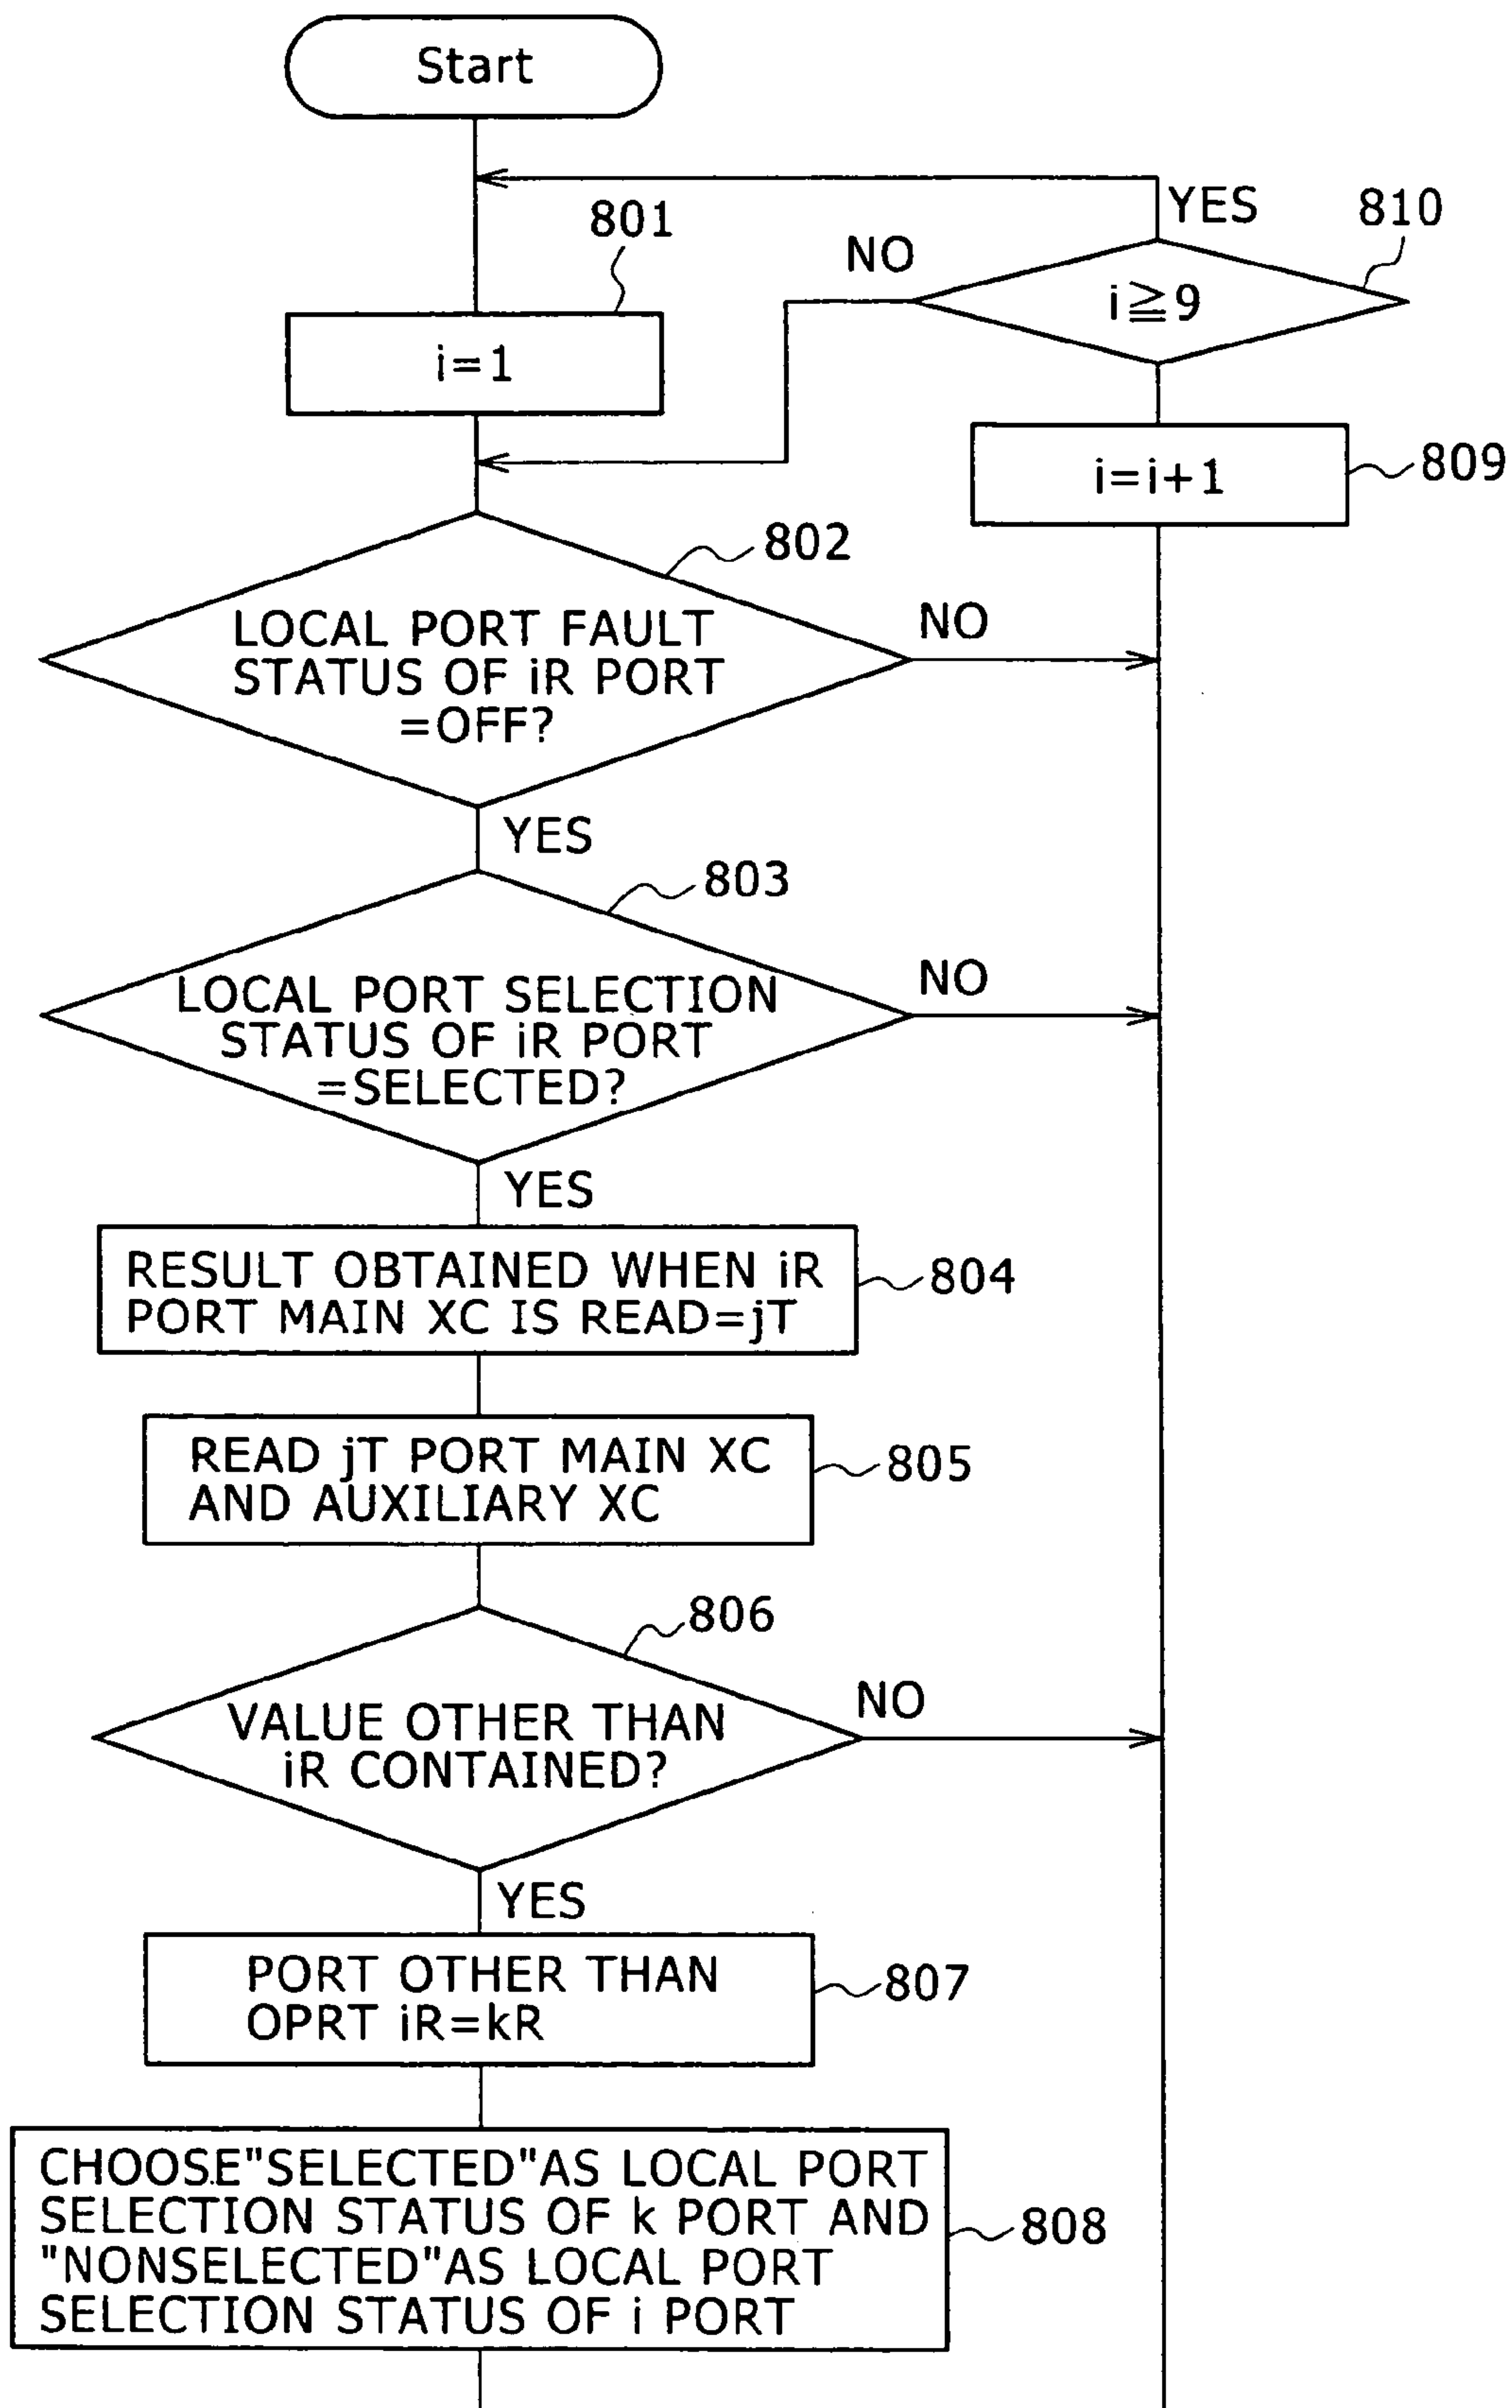 Start
YES
810
801
NO
i≧9
i=1
i=i+1
809
802
LOCAL PORT FAULT
STATUS OF iR PORT
=OFF?
NO
YES
803
LOCAL PORT SELECTION
STATUS OF iR PORT
=SELECTED?
NO
YES
RESULT OBTAINED WHEN iR
PORT MAIN XC IS READ=jT
804
READ jT PORT MAIN XC
AND AUXILIARY XC
805
806
VALUE OTHER THAN
iR CONTAINED?
NO
YES
PORT OTHER THAN
OPRT iR=kR
807
CHOOSE"SELECTED"AS LOCAL PORT
SELECTION STATUS OF k PORT AND
"NONSELECTED"AS LOCAL PORT
SELECTION STATUS OF i PORT
808